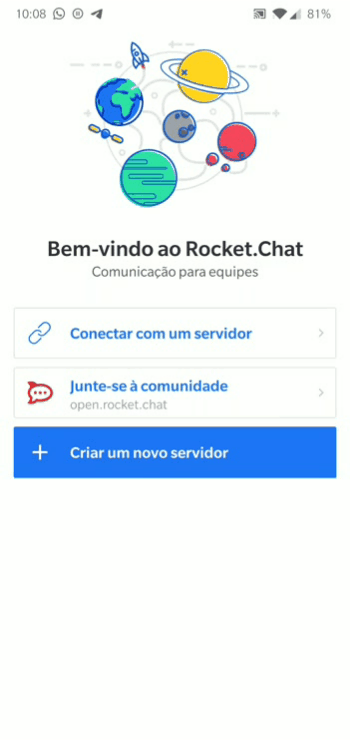 10:08 81%
Bem-vindo ao Rocket.Chat
Comunicação para equipes
Conectar com um servidor
Junte-se à comunidade
open.rocket.chat
Criar um novo servidor